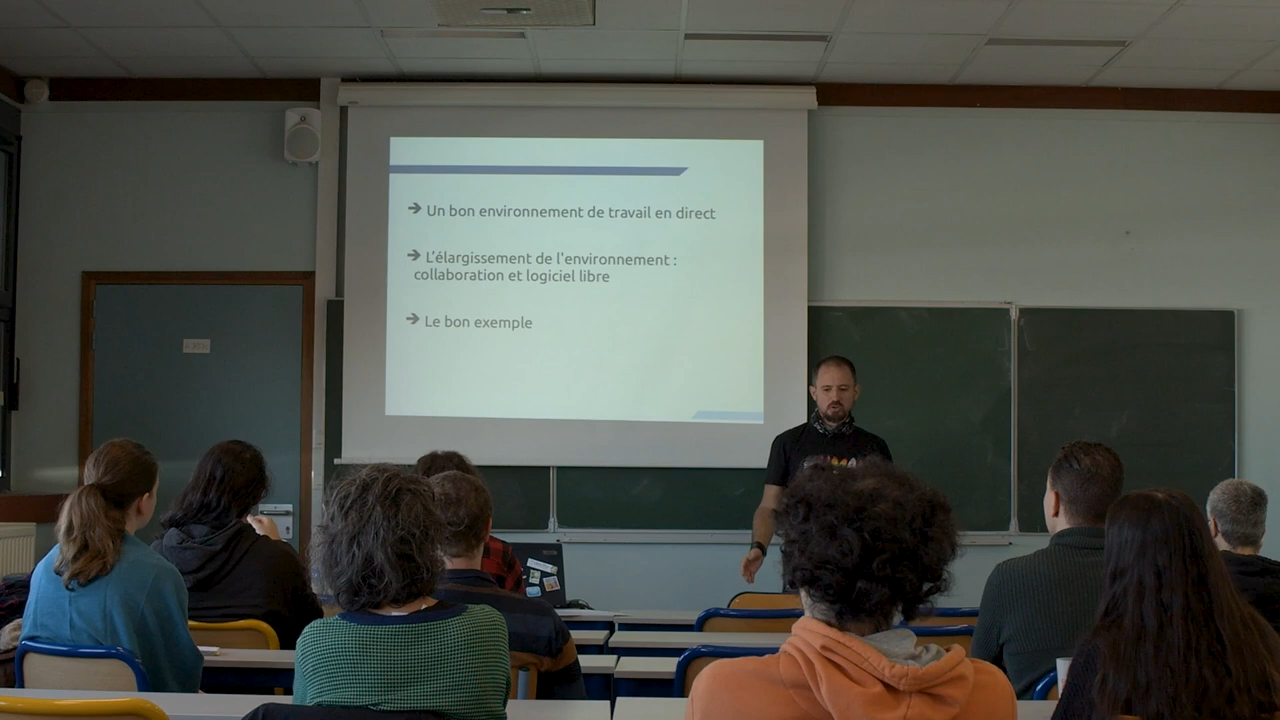 ➔ Un bon environnement de travail en direct
➔ L'élargissement de l'environnement :
collaboration et logiciel libre
➔ Le bon exemple